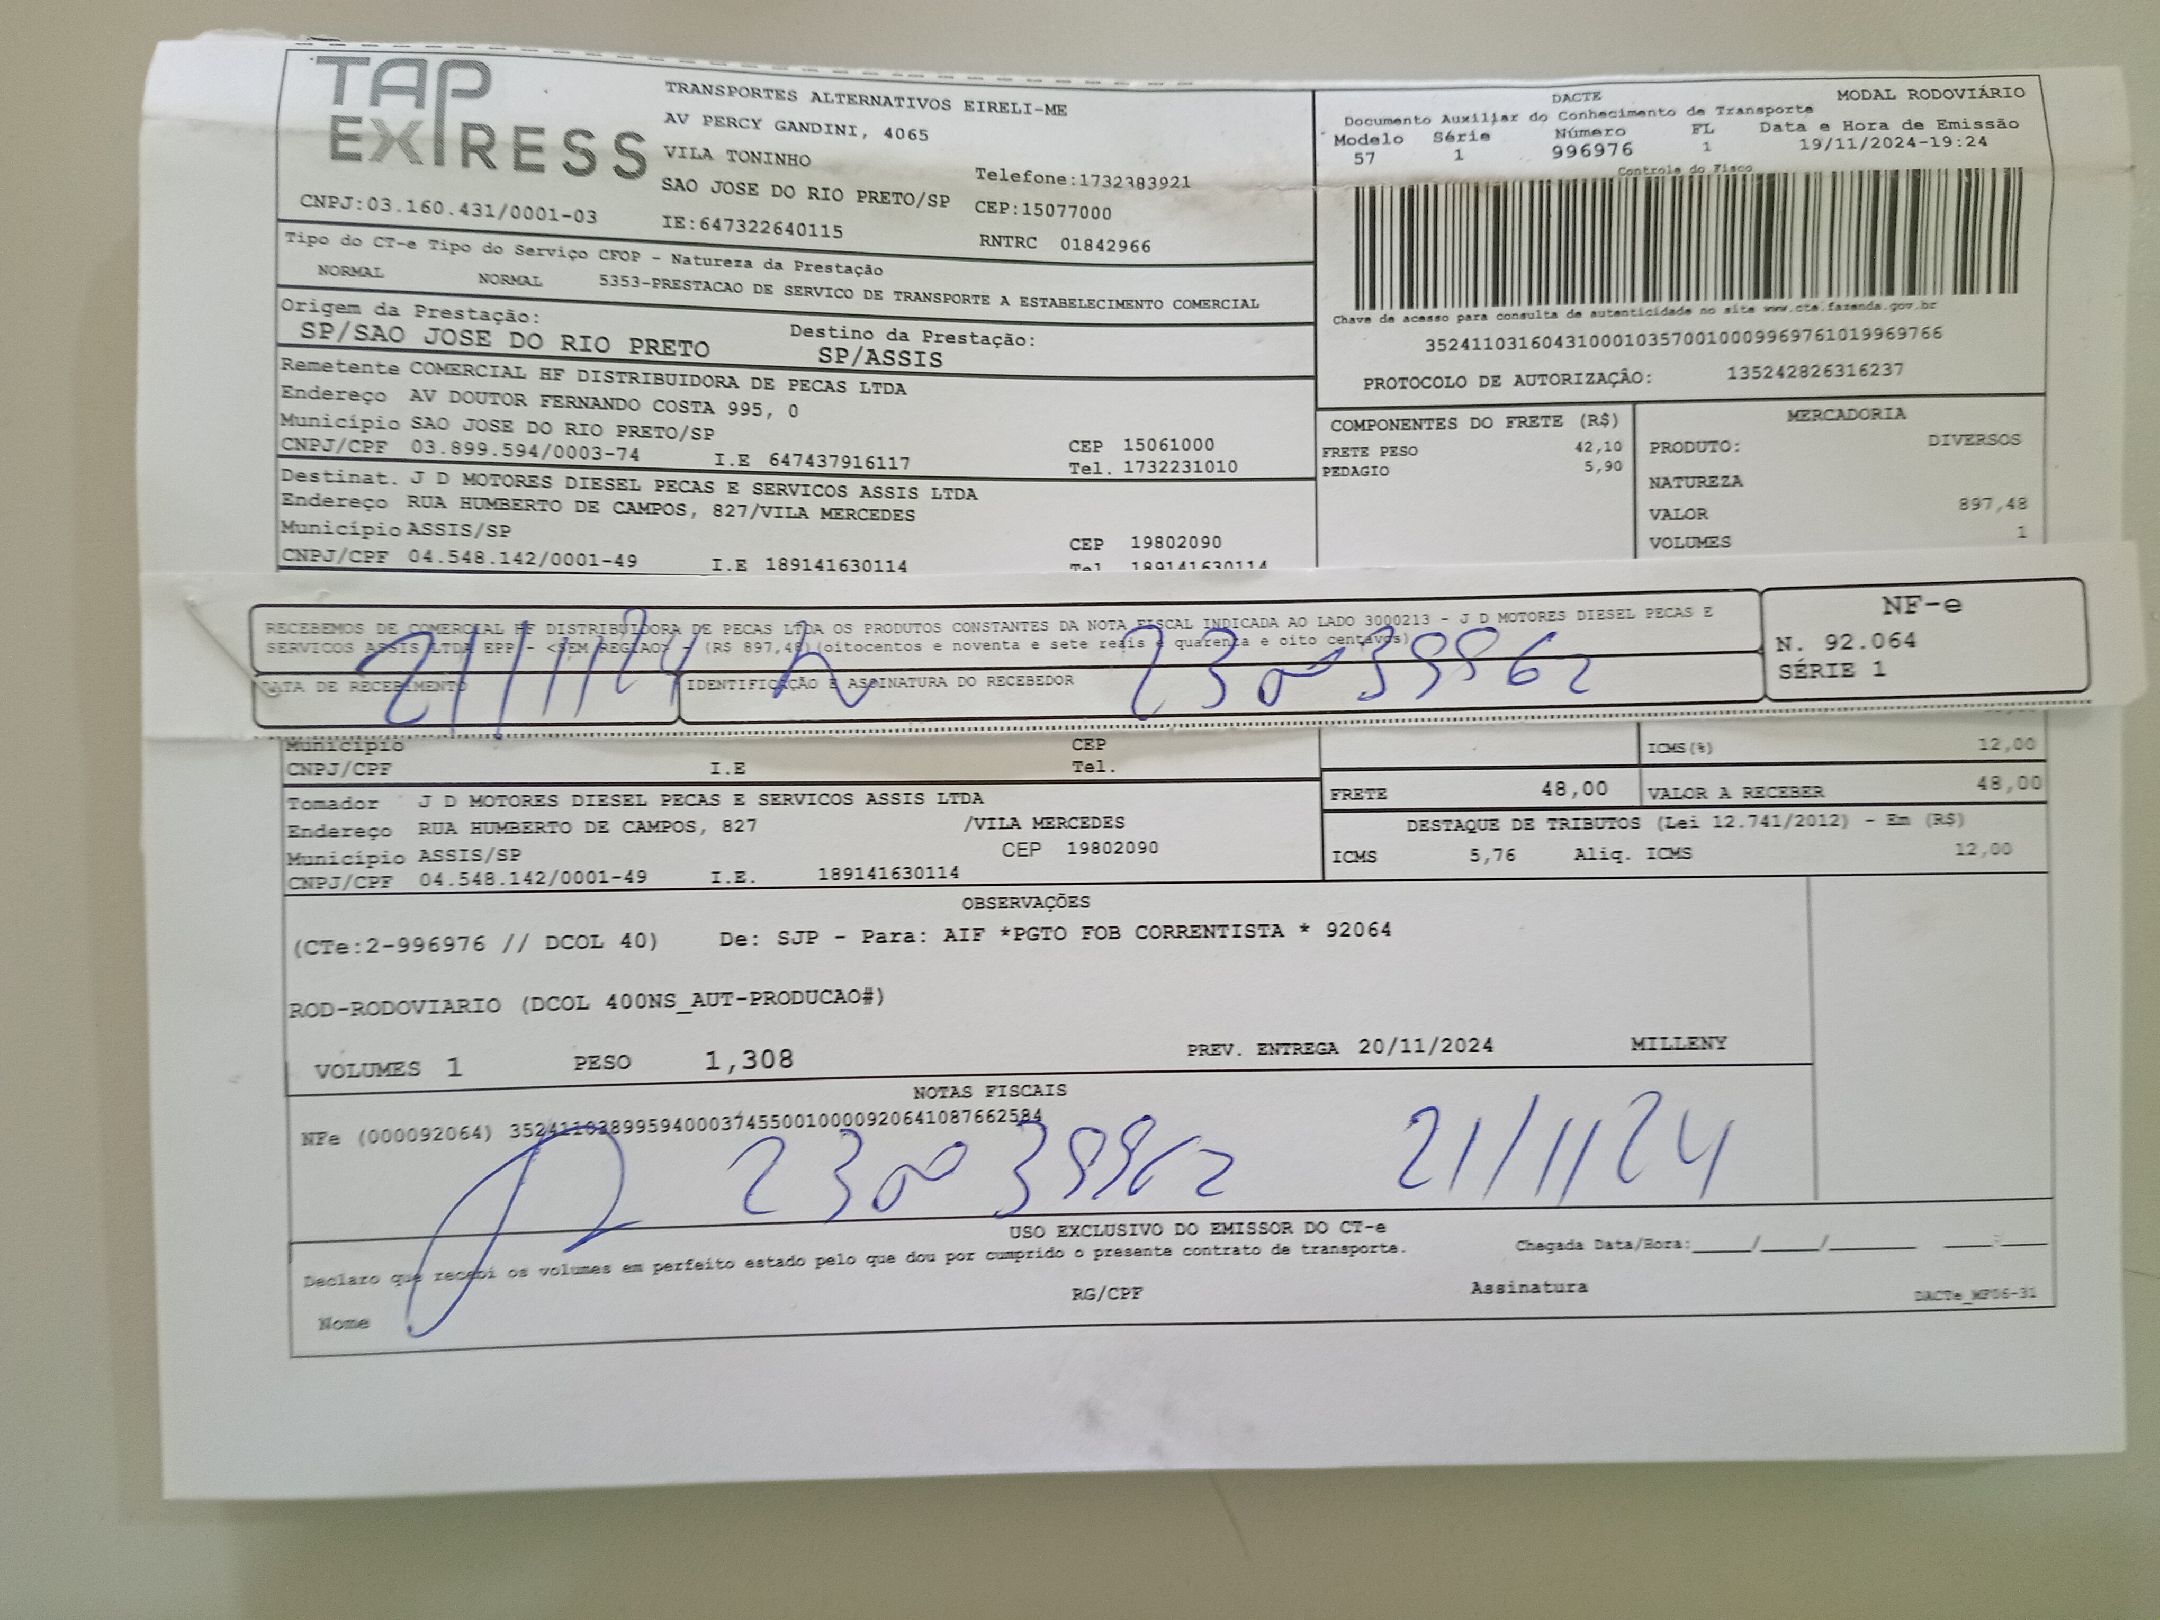 TAP EXPRESS
TRANSPORTES ALTERNATIVOS EIRELI-ME
AV PERCY GANDINI, 4065
VILA TONINHO
Telefone:1732383921
SAO JOSE DO RIO PRETO/SP CEP:15077000
CNPJ:03.160.431/0001-03 IE:647322640115 RNTRC 01842966
DACTE MODAL RODOVIÁRIO
Documento Auxiliar do Conhecimento de Transporte
Modelo Série Número FL Data e Hora de Emissão
57 1 996976 1 19/11/2024-19:24
Controle do Fisco
Chave de acesso para consulta de autenticidade no site www.cte.fazenda.gov.br
35241103160431000103570010009969761019969766
PROTOCOLO DE AUTORIZAÇÃO: 135242826316237
Tipo do CT-e Tipo do Serviço CFOP - Natureza da Prestação
NORMAL NORMAL 5353-PRESTACAO DE SERVICO DE TRANSPORTE A ESTABELECIMENTO COMERCIAL
Origem da Prestação: Destino da Prestação:
SP/SAO JOSE DO RIO PRETO SP/ASSIS
Remetente COMERCIAL HF DISTRIBUIDORA DE PECAS LTDA
Endereço AV DOUTOR FERNANDO COSTA 995, 0
Município SAO JOSE DO RIO PRETO/SP CEP 15061000
CNPJ/CPF 03.899.594/0003-74 I.E 647437916117 Tel. 1732231010
Destinat. J D MOTORES DIESEL PECAS E SERVICOS ASSIS LTDA
Endereço RUA HUMBERTO DE CAMPOS, 827/VILA MERCEDES
Município ASSIS/SP CEP 19802090
CNPJ/CPF 04.548.142/0001-49 I.E 189141630114 Tel 189141630114
COMPONENTES DO FRETE (R$)
FRETE PESO 42,10
PEDAGIO 5,90
MERCADORIA
PRODUTO: DIVERSOS
NATUREZA
VALOR 897,48
VOLUMES 1
RECEBEMOS DE COMERCIAL HF DISTRIBUIDORA DE PECAS LTDA OS PRODUTOS CONSTANTES DA NOTA FISCAL INDICADA AO LADO 3000213 - J D MOTORES DIESEL PECAS E
SERVICOS ASSIS LTDA EPP - <SEM REGIAO> - (R$ 897,48)(oitocentos e noventa e sete reais e quarenta e oito centavos)
DATA DE RECEBIMENTO IDENTIFICAÇÃO E ASSINATURA DO RECEBEDOR
21/11/24
NF-e
N. 92.064
SÉRIE 1
Município CEP
CNPJ/CPF I.E Tel.
ICMS(%) 12,00
FRETE 48,00 VALOR A RECEBER 48,00
Tomador J D MOTORES DIESEL PECAS E SERVICOS ASSIS LTDA
Endereço RUA HUMBERTO DE CAMPOS, 827 /VILA MERCEDES
Município ASSIS/SP CEP 19802090
CNPJ/CPF 04.548.142/0001-49 I.E. 189141630114
DESTAQUE DE TRIBUTOS (Lei 12.741/2012) - Em (R$)
ICMS 5,76 Aliq. ICMS 12,00
OBSERVAÇÕES
(CTe:2-996976 // DCOL 40) De: SJP - Para: AIF *PGTO FOB CORRENTISTA * 92064
ROD-RODOVIARIO (DCOL 400NS_AUT-PRODUCAO#)
VOLUMES 1 PESO 1,308 PREV. ENTREGA 20/11/2024 MILLENY
NOTAS FISCAIS
NFe (000092064) 35241103899594000374550010000920641087662584
21/11/24
USO EXCLUSIVO DO EMISSOR DO CT-e
Declaro que recebi os volumes em perfeito estado pelo que dou por cumprido o presente contrato de transporte. Chegada Data/Hora:_____/_____/_______ ____:____
Nome RG/CPF Assinatura
DACTe_MF06-31